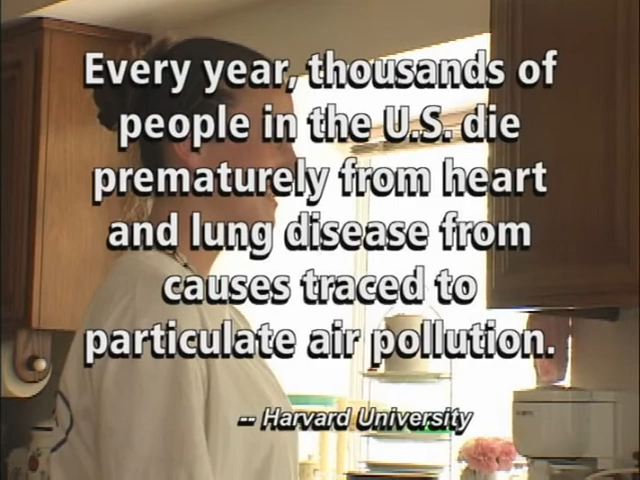 Every year, thousands of
people in the U.S. die
prematurely from heart
and lung disease from
causes traced to
particulate air pollution.
-- Harvard University